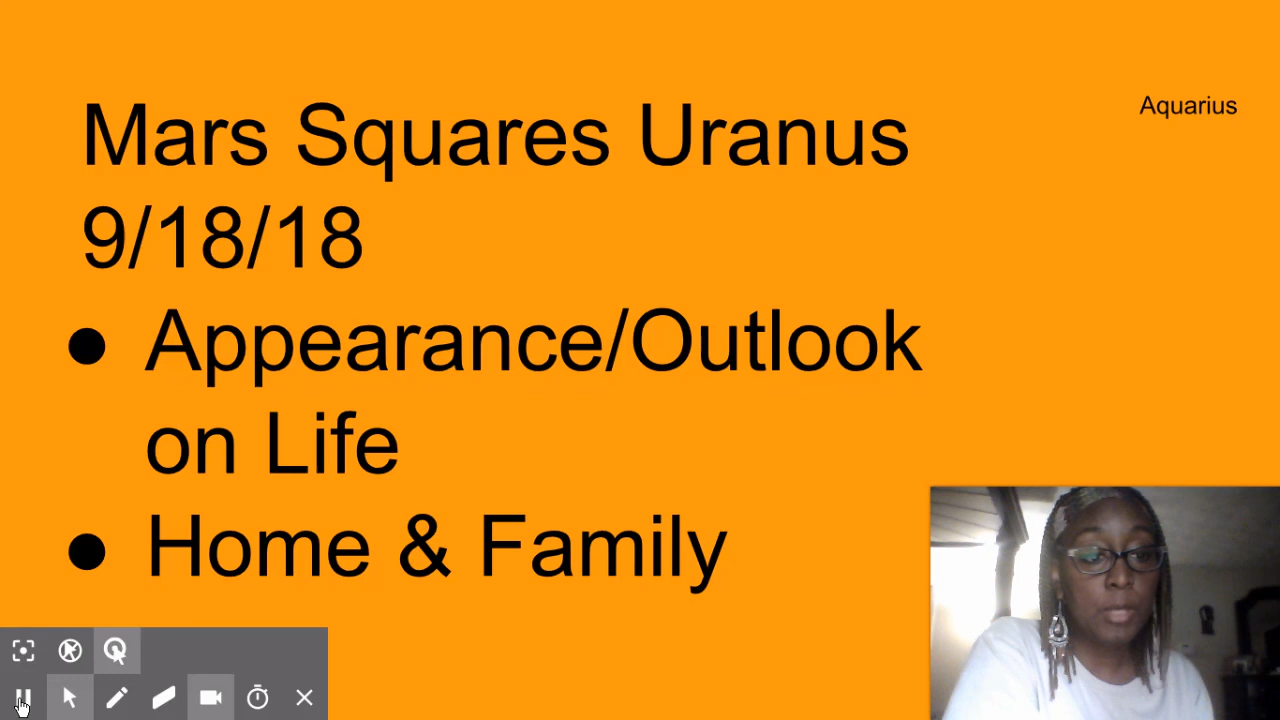 Mars Squares Uranus
9/18/18
● Appearance/Outlook
on Life
● Home & Family
Aquarius